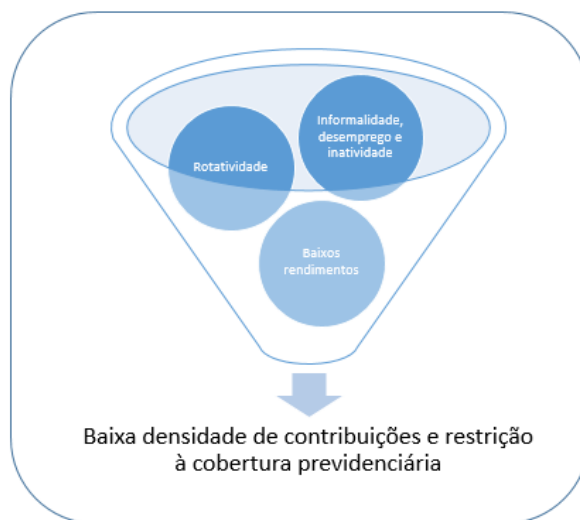 Informalidade,
desemprego e
inatividade
Rotatividade
Baixos
rendimentos
Baixa densidade de contribuições e restrição
à cobertura previdenciária